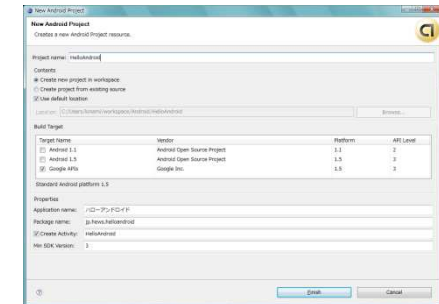 New Android Project
New Android Project
Creates a new Android Project resource.
Project name: HelloAndroid
Contents
Create new project in workspace
Create project from existing source
Use default location
Browse...
Build Target
Target Name Vendor Platform API Level
Android 1.1 Android Open Source Project 1.1 2
Android 1.5 Android Open Source Project 1.5 3
Google APIs Google Inc. 1.5 3
Standard Android platform 1.5
Properties
Application name: ハローアンドロイド
Package name: jp.hews.helloandroid
Create Activity: HelloAndroid
Min SDK Version: 3
Finish Cancel